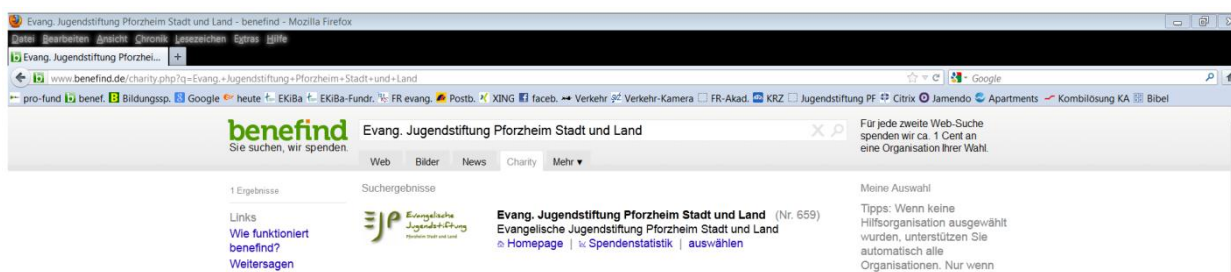 Evang. Jugendstiftung Pforzheim Stadt und Land - benefind - Mozilla Firefox
Datei Bearbeiten Ansicht Chronik Lesezeichen Extras Hilfe
Evang. Jugendstiftung Pforzhei... +
www.benefind.de/charity.php?q=Evang.+Jugendstiftung+Pforzheim+Stadt+und+Land Google
pro-fund benef. Bildungssp. Google heute EKiBa EKiBa-Fundr. FR evang. Postb. XING faceb. Verkehr Verkehr-Kamera FR-Akad. KRZ Jugendstiftung PF Citrix Jamendo Apartments Kombilösung KA Bibel
benefind
Sie suchen, wir spenden.
Evang. Jugendstiftung Pforzheim Stadt und Land
Web Bilder News Charity Mehr ▾
Für jede zweite Web-Suche
spenden wir ca. 1 Cent an
eine Organisation Ihrer Wahl.
1 Ergebnisse
Links
Wie funktioniert
benefind?
Weitersagen
Suchergebnisse
EJP Evangelische
Jugendstiftung
Pforzheim Stadt und Land
Evang. Jugendstiftung Pforzheim Stadt und Land (Nr. 659)
Evangelische Jugendstiftung Pforzheim Stadt und Land
Homepage | Spendenstatistik | auswählen
Meine Auswahl
Tipps: Wenn keine
Hilfsorganisation ausgewählt
wurden, unterstützen Sie
automatisch alle
Organisationen. Nur wenn